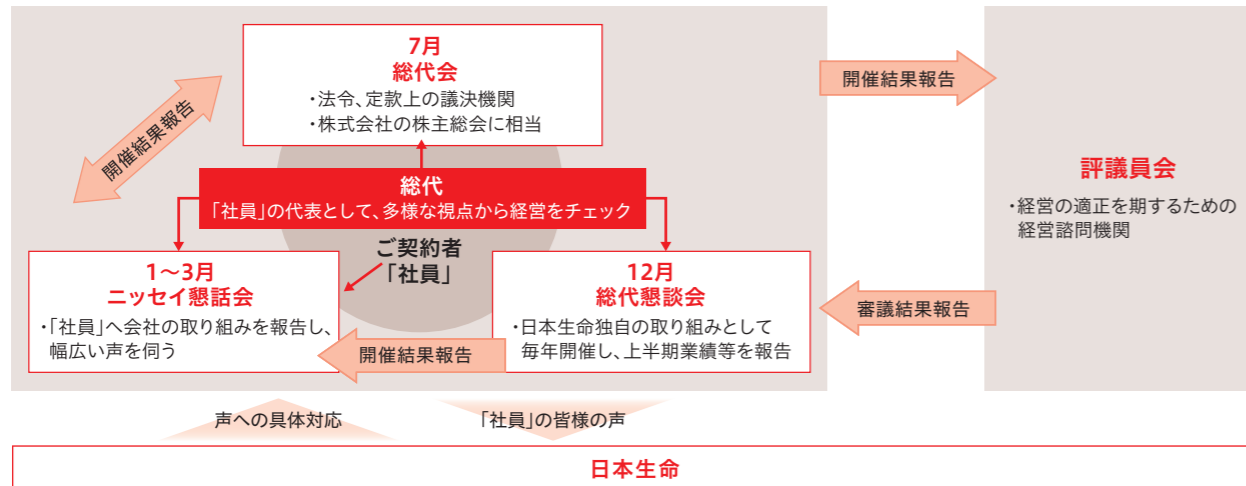 7月
総代会
・法令、定款上の議決機関
・株式会社の株主総会に相当
開催結果報告
開催結果報告
総代
「社員」の代表として、多様な視点から経営をチェック
ご契約者
「社員」
1～3月
ニッセイ懇話会
・「社員」へ会社の取り組みを報告し、
幅広い声を伺う
開催結果報告
12月
総代懇談会
・日本生命独自の取り組みとして
毎年開催し、上半期業績等を報告
評議員会
・経営の適正を期するための
経営諮問機関
審議結果報告
声への具体対応
「社員」の皆様の声
日本生命